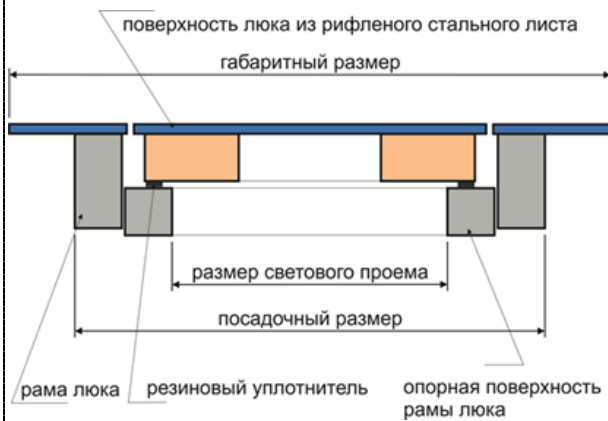 поверхность люка из рифленого стального листа
габаритный размер
размер светового проема
посадочный размер
рама люка
резиновый уплотнитель
опорная поверхность
рамы люка